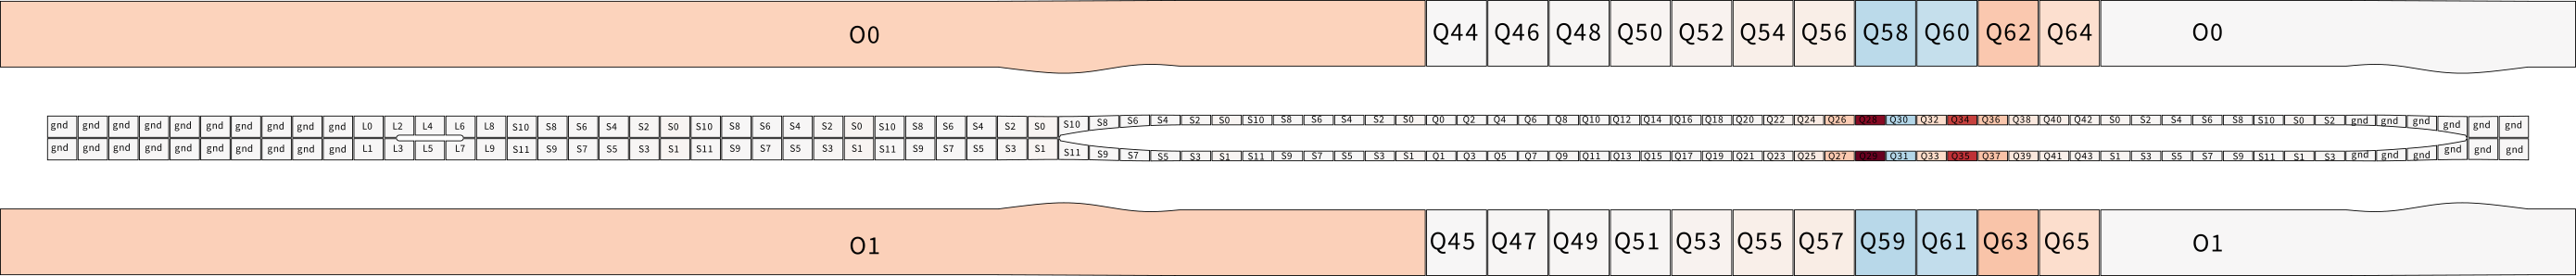 O0 Q44 Q46 Q48 Q50 Q52 Q54 Q56 Q58 Q60 Q62 Q64 O0
gnd gnd gnd gnd gnd gnd gnd gnd gnd gnd L0 L2 L4 L6 L8 S10 S8 S6 S4 S2 S0 S10 S8 S6 S4 S2 S0 S10 S8 S6 S4 S2 S0 S10 S8 S6 S4 S2 S0 S10 S8 S6 S4 S2 S0 Q0 Q2 Q4 Q6 Q8 Q10 Q12 Q14 Q16 Q18 Q20 Q22 Q24 Q26 Q28 Q30 Q32 Q34 Q36 Q38 Q40 Q42 S0 S2 S4 S6 S8 S10 S0 S2 gnd gnd gnd gnd gnd gnd
gnd gnd gnd gnd gnd gnd gnd gnd gnd gnd L1 L3 L5 L7 L9 S11 S9 S7 S5 S3 S1 S11 S9 S7 S5 S3 S1 S11 S9 S7 S5 S3 S1 S11 S9 S7 S5 S3 S1 S11 S9 S7 S5 S3 S1 Q1 Q3 Q5 Q7 Q9 Q11 Q13 Q15 Q17 Q19 Q21 Q23 Q25 Q27 Q29 Q31 Q33 Q35 Q37 Q39 Q41 Q43 S1 S3 S5 S7 S9 S11 S1 S3 gnd gnd gnd gnd gnd gnd
O1 Q45 Q47 Q49 Q51 Q53 Q55 Q57 Q59 Q61 Q63 Q65 O1